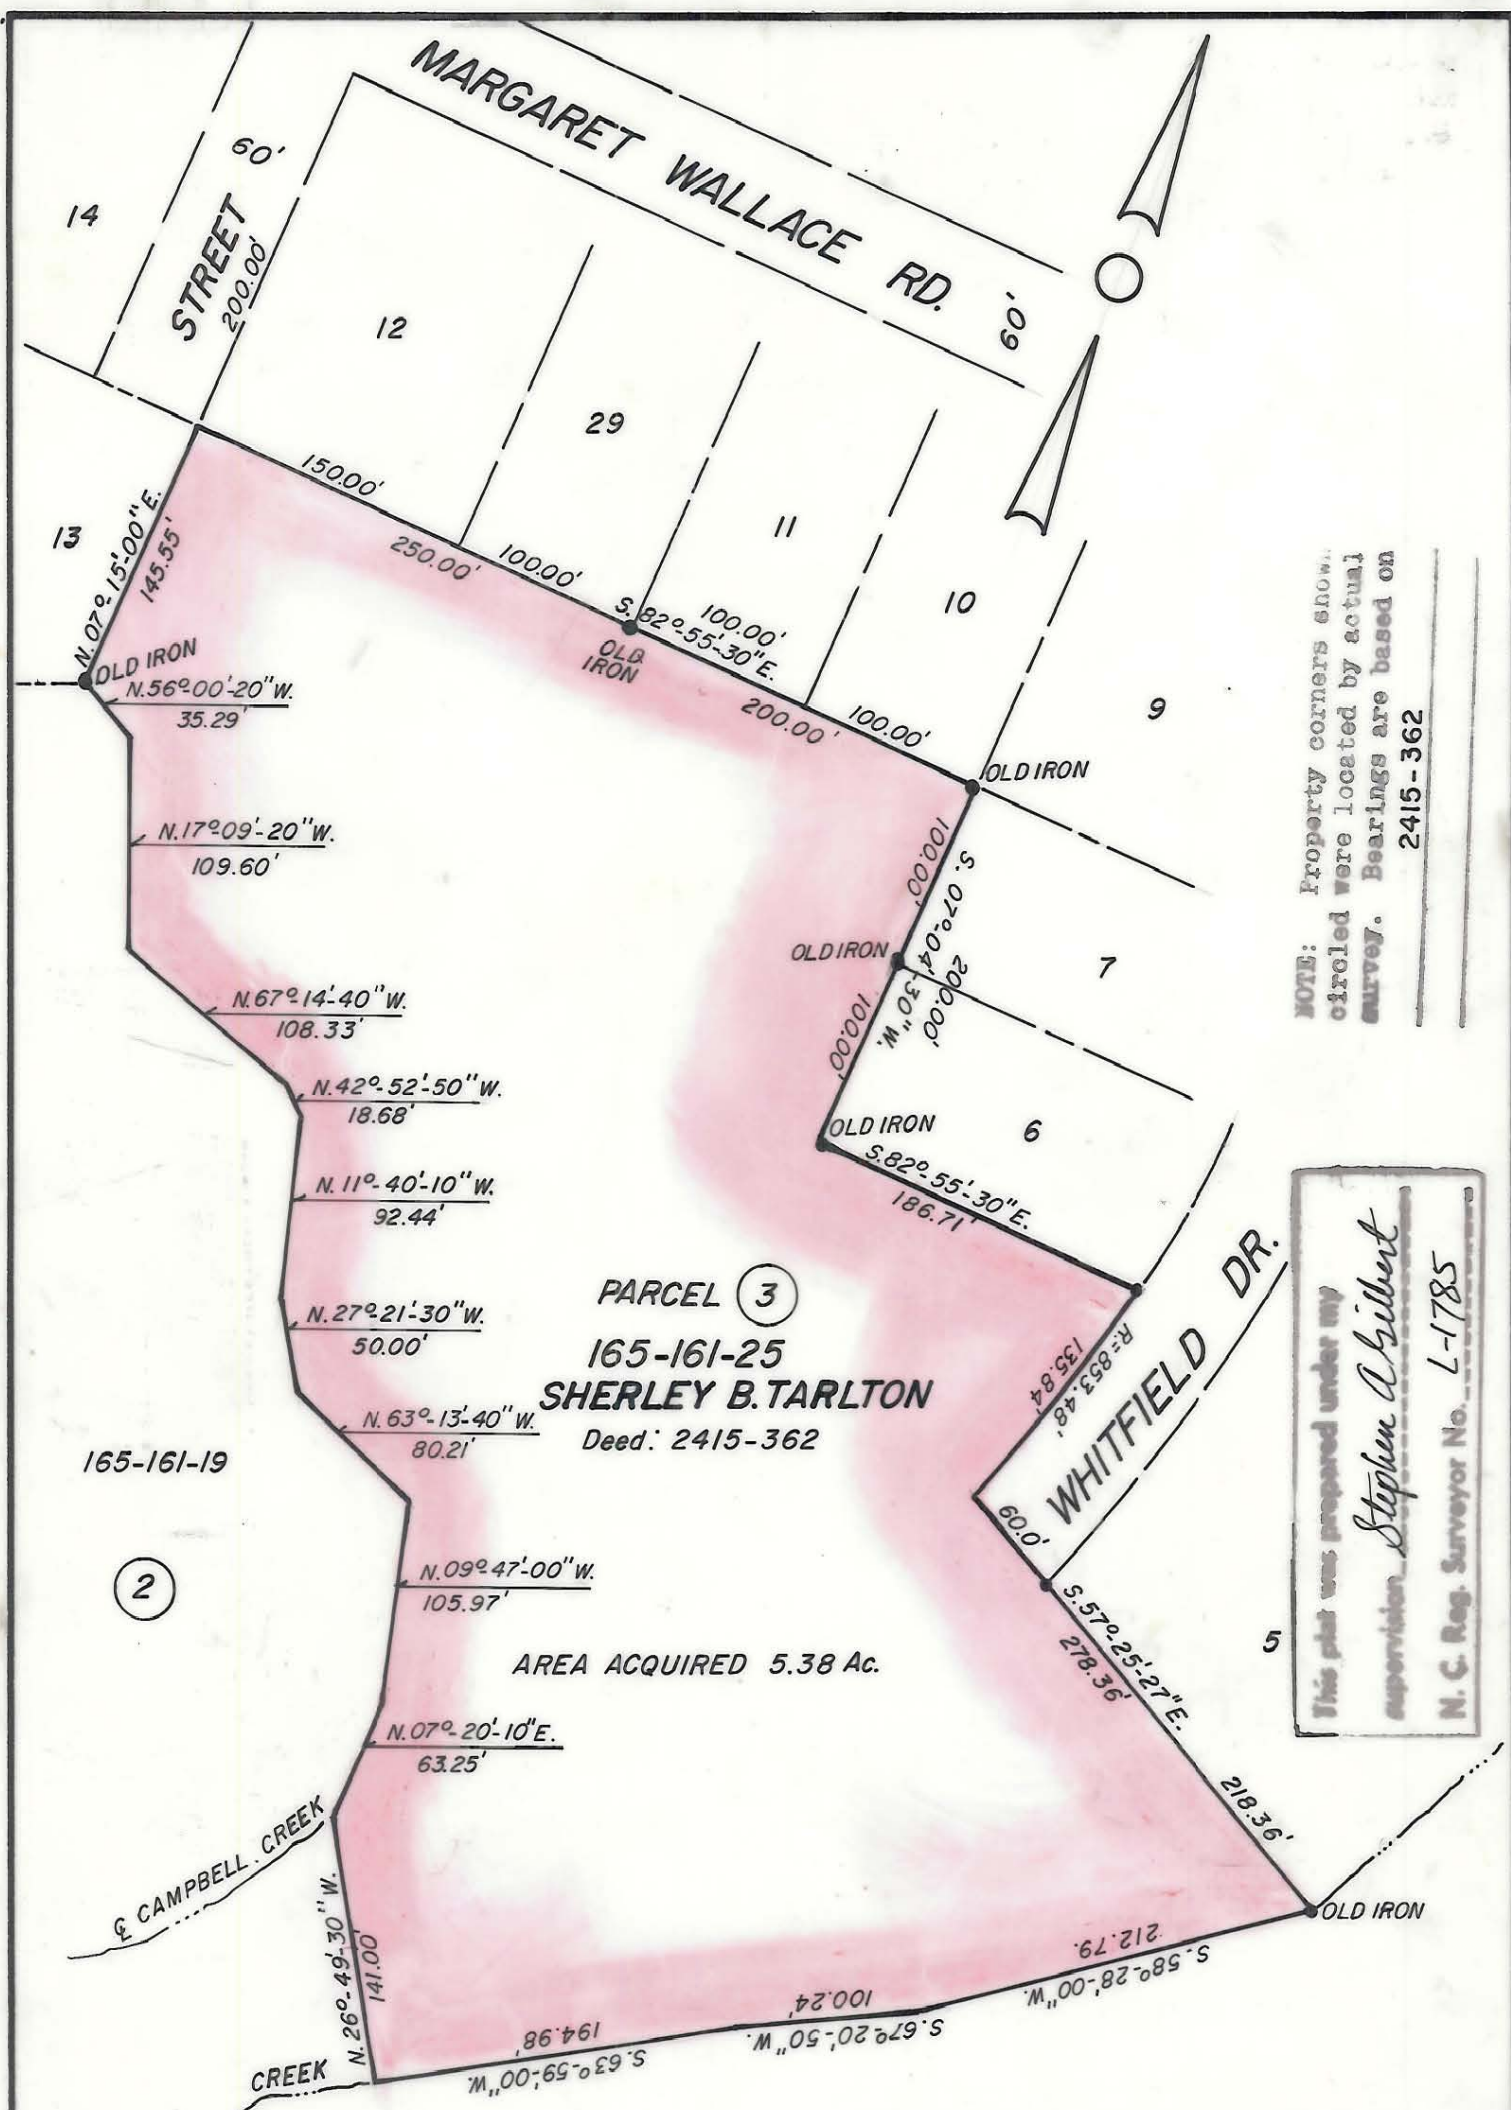 MARGARET WALLACE RD. 60'
60'
STREET
200.00'
14
12
29
11
10
9
13
7
6
5
N. 07°-15'-00" E.
145.55'
150.00'
250.00'
100.00'
S. 82°-55'-30" E.
100.00'
OLD IRON
OLD
IRON
200.00'
100.00'
OLD IRON
N. 56°-00'-20" W.
35.29'
N. 17°-09'-20" W.
109.60'
100.00'
S. 07°-04'-30" W.
200.00'
OLD IRON
100.00'
N. 67°-14'-40" W.
108.33'
N. 42°-52'-50" W.
18.68'
OLD IRON
S. 82°-55'-30" E.
186.71'
N. 11°-40'-10" W.
92.44'
N. 27°-21'-30" W.
50.00'
PARCEL 3
165-161-25
SHERLEY B. TARLTON
Deed: 2415-362
R=853.48'
135.84'
WHITFIELD DR.
N. 63°-13'-40" W.
80.21'
165-161-19
2
60.0'
S. 57°-25'-27" E.
278.36'
218.36'
N. 09°-47'-00" W.
105.97'
AREA ACQUIRED 5.38 Ac.
N. 07°-20'-10" E.
63.25'
℄ CAMPBELL CREEK
N. 26°-49'-30" W.
141.00'
CREEK
194.98'
S. 63°-59'-00" W.
100.24'
S. 67°-20'-50" W.
212.79.
S. 58°-28'-00" W.
OLD IRON
NOTE: Property corners shown
circled were located by actual
survey. Bearings are based on
2415-362
This plat was prepared under my
supervision Stephen A Gilbert
N. C. Reg. Surveyor No. L-1785